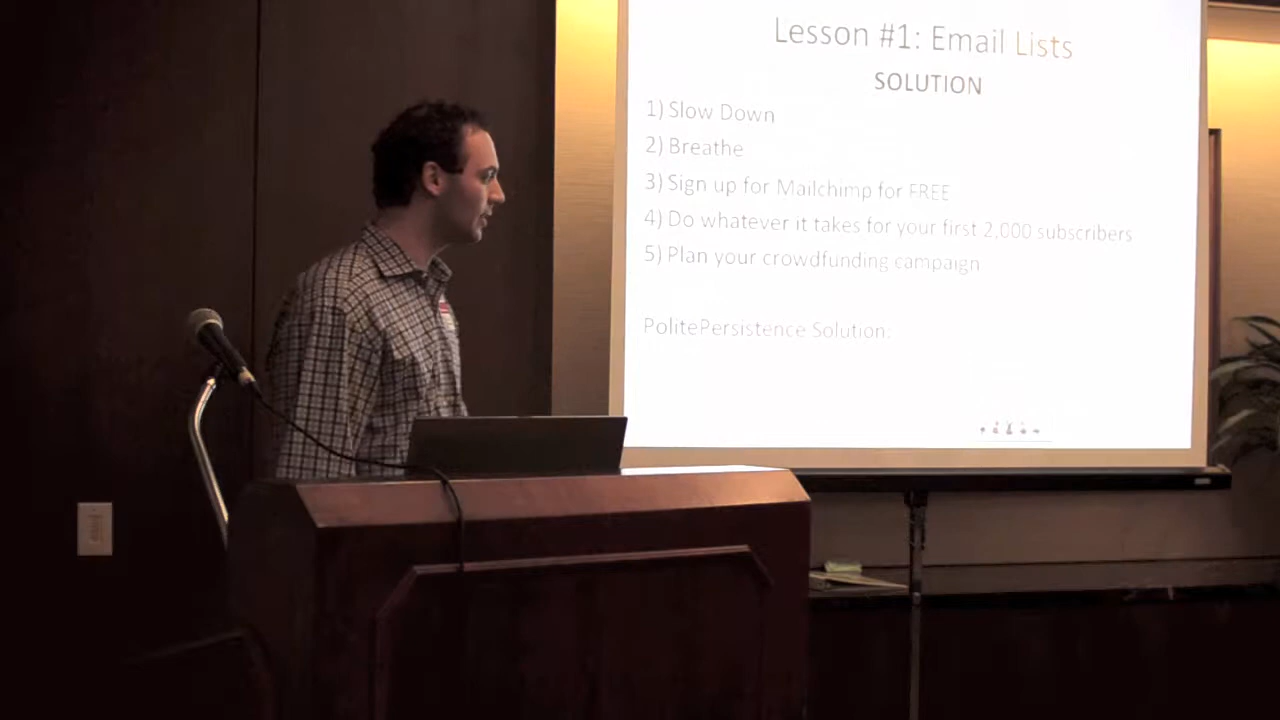 Lesson #1: Email Lists
SOLUTION
1) Slow Down
2) Breathe
3) Sign up for Mailchimp for FREE
4) Do whatever it takes for your first 2,000 subscribers
5) Plan your crowdfunding campaign
PolitePersistence Solution: